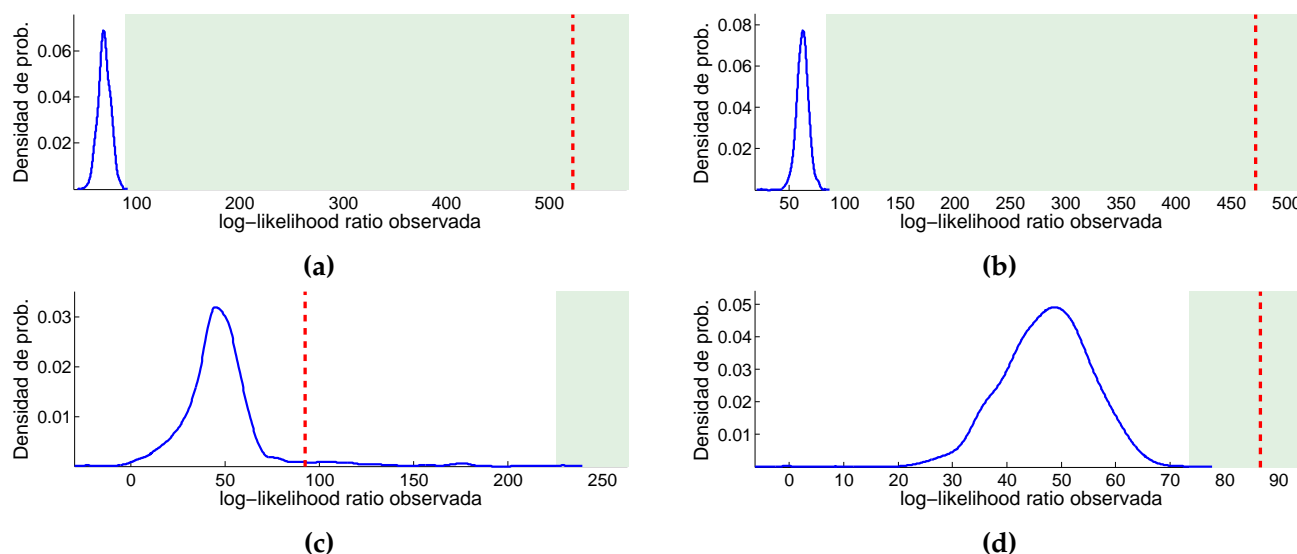 Densidad de prob.
0.06
0.04
0.02
100 200 300 400 500
log−likelihood ratio observada
(a)
Densidad de prob.
0.08
0.06
0.04
0.02
50 100 150 200 250 300 350 400 450 500
log−likelihood ratio observada
(b)
Densidad de prob.
0.03
0.02
0.01
0 50 100 150 200 250
log−likelihood ratio observada
(c)
Densidad de prob.
0.05
0.04
0.03
0.02
0.01
0 10 20 30 40 50 60 70 80 90
log−likelihood ratio observada
(d)